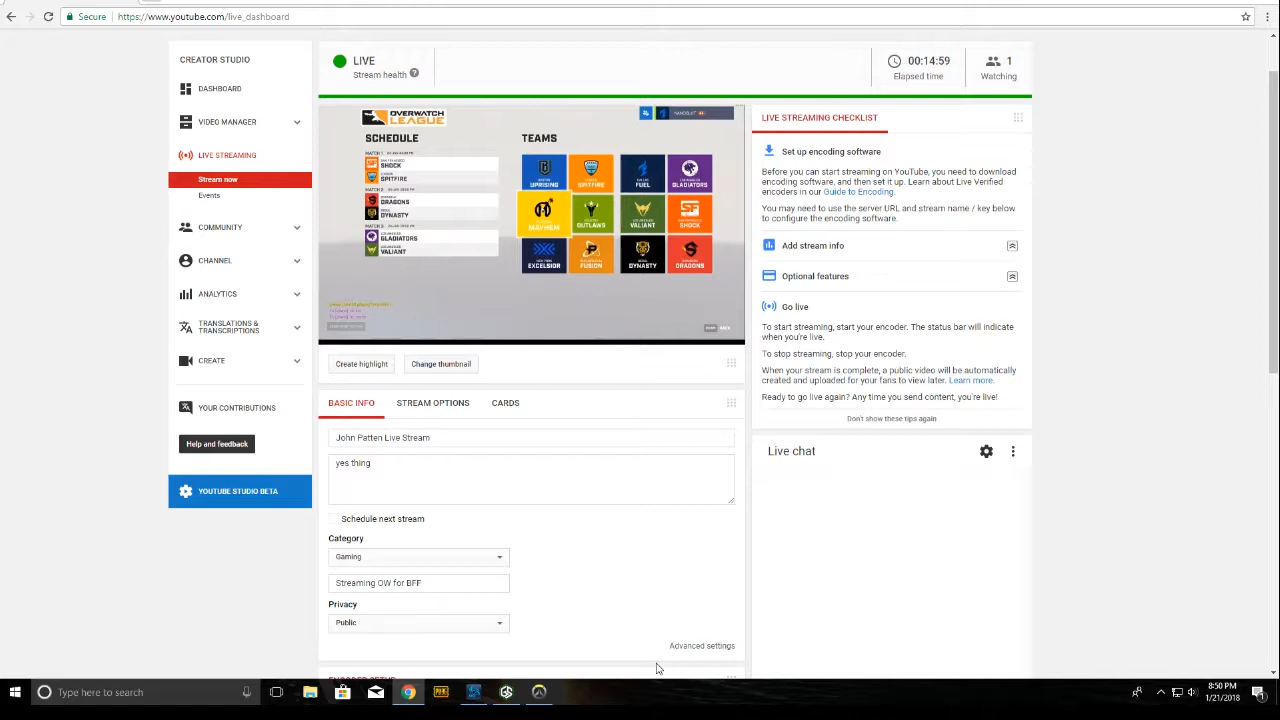 Secure
https://www.youtube.com/live_dashboard
CREATOR STUDIO
DASHBOARD
VIDEO MANAGER
LIVE STREAMING
Stream now
Events
COMMUNITY
CHANNEL
ANALYTICS
TRANSLATIONS &
TRANSCRIPTIONS
CREATE
YOUR CONTRIBUTIONS
Help and feedback
YOUTUBE STUDIO BETA
LIVE
Stream health
00:14:59
Elapsed time
1
Watching
OVERWATCH
LEAGUE
SCHEDULE
MATCH 1
SHOCK
SPITFIRE
MATCH 2
DRAGONS
DYNASTY
GLADIATORS
VALIANT
TEAMS
UPRISING
SPITFIRE
FUEL
GLADIATORS
MAYHEM
OUTLAWS
VALIANT
SHOCK
EXCELSIOR
FUSION
DYNASTY
DRAGONS
BACK
Create highlight
Change thumbnail
BASIC INFO
STREAM OPTIONS
CARDS
John Patten Live Stream
yes thing
Schedule next stream
Category
Gaming
Streaming OW for BFF
Privacy
Public
Advanced settings
LIVE STREAMING CHECKLIST
Set up encoding software
Before you can start streaming on YouTube, you need to download
encoding software, and then set it up. Learn about Live Verified
encoders in our Guide to Encoding.
You may need to use the server URL and stream name / key below
to configure the encoding software.
Add stream info
Optional features
Go live
To start streaming, start your encoder. The status bar will indicate
when you're live.
To stop streaming, stop your encoder.
When your stream is complete, a public video will be automatically
created and uploaded for your fans to view later. Learn more.
Ready to go live again? Any time you send content, you're live!
Don't show these tips again
Live chat
Type here to search
8:50 PM
1/21/2018